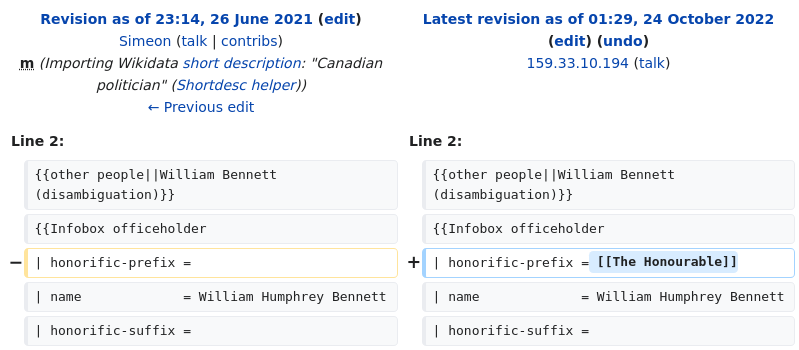 Revision as of 23:14, 26 June 2021 (edit)
Simeon (talk | contribs)
m (Importing Wikidata short description: "Canadian
politician" (Shortdesc helper))
← Previous edit
Latest revision as of 01:29, 24 October 2022
(edit) (undo)
159.33.10.194 (talk)
Line 2:
Line 2:
{{other people||William Bennett
(disambiguation)}}
{{other people||William Bennett
(disambiguation)}}
{{Infobox officeholder
{{Infobox officeholder
− | honorific-prefix =
+ | honorific-prefix = [[The Honourable]]
| name             = William Humphrey Bennett
| name             = William Humphrey Bennett
| honorific-suffix =
| honorific-suffix =